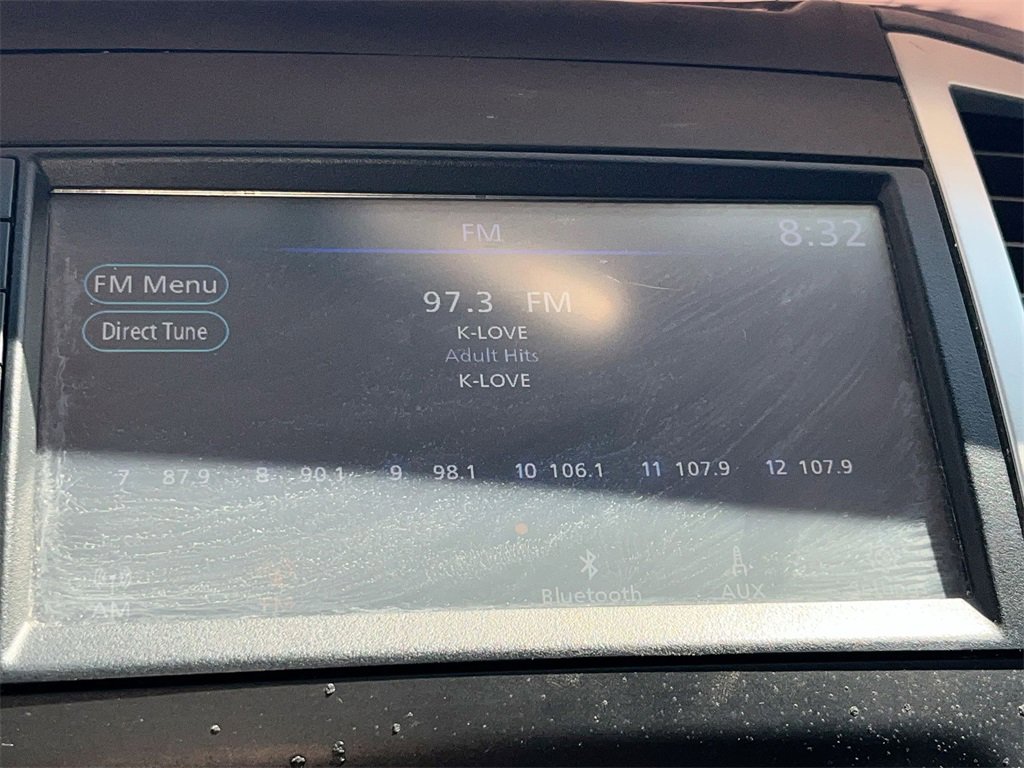 FM
8:32
FM Menu
97.3 FM
Direct Tune
K-LOVE
Adult Hits
K-LOVE
7 87.9 8 90.1 9 98.1 10 106.1 11 107.9 12 107.9
AM
Bluetooth
AUX